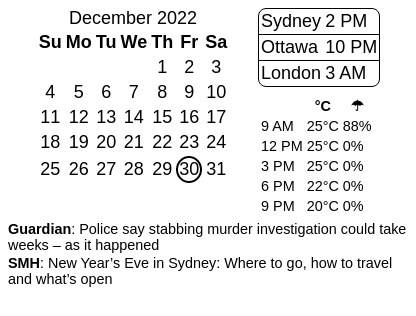 December 2022
Su Mo Tu We Th Fr Sa
1 2 3
4 5 6 7 8 9 10
11 12 13 14 15 16 17
18 19 20 21 22 23 24
25 26 27 28 29 30 31
Sydney 2 PM
Ottawa 10 PM
London 3 AM
°C ☂
9 AM 25°C 88%
12 PM 25°C 0%
3 PM 25°C 0%
6 PM 22°C 0%
9 PM 20°C 0%
Guardian: Police say stabbing murder investigation could take
weeks – as it happened
SMH: New Year’s Eve in Sydney: Where to go, how to travel
and what’s open